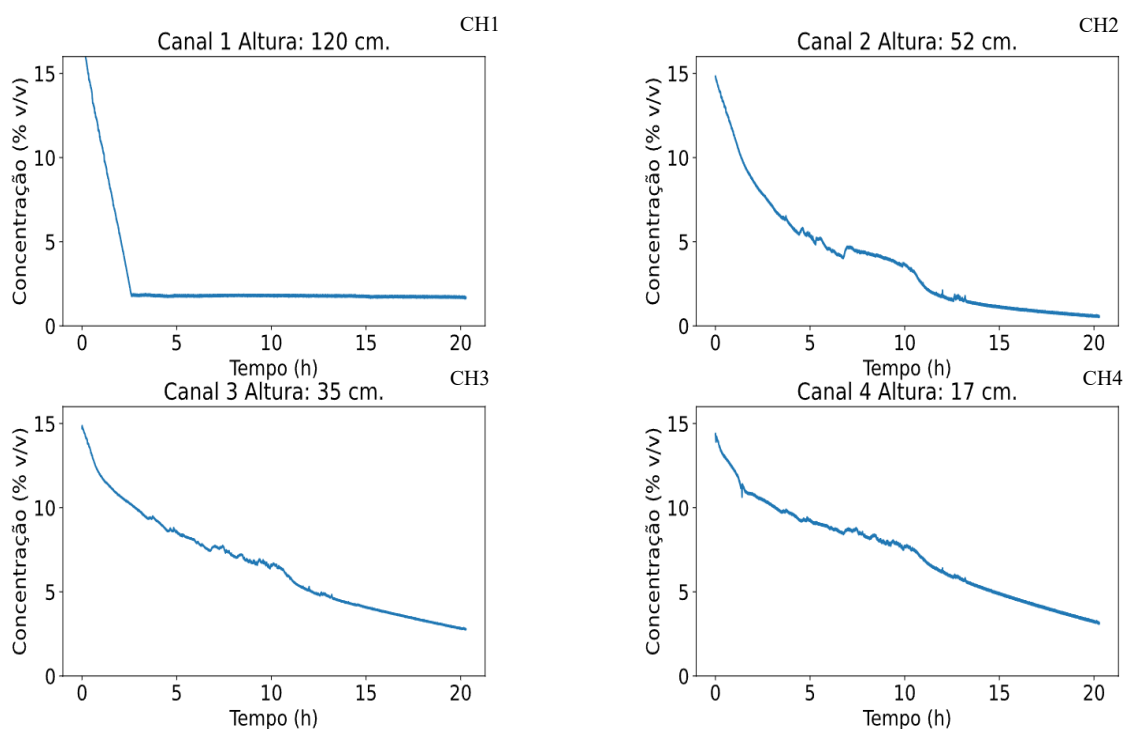 CH1
Canal 1 Altura: 120 cm.
Concentração (% v/v)
15
10
5
0
0 5 10 15 20
Tempo (h)
CH2
Canal 2 Altura: 52 cm.
Concentração (% v/v)
15
10
5
0
0 5 10 15 20
Tempo (h)
CH3
Canal 3 Altura: 35 cm.
Concentração (% v/v)
15
10
5
0
0 5 10 15 20
Tempo (h)
CH4
Canal 4 Altura: 17 cm.
Concentração (% v/v)
15
10
5
0
0 5 10 15 20
Tempo (h)